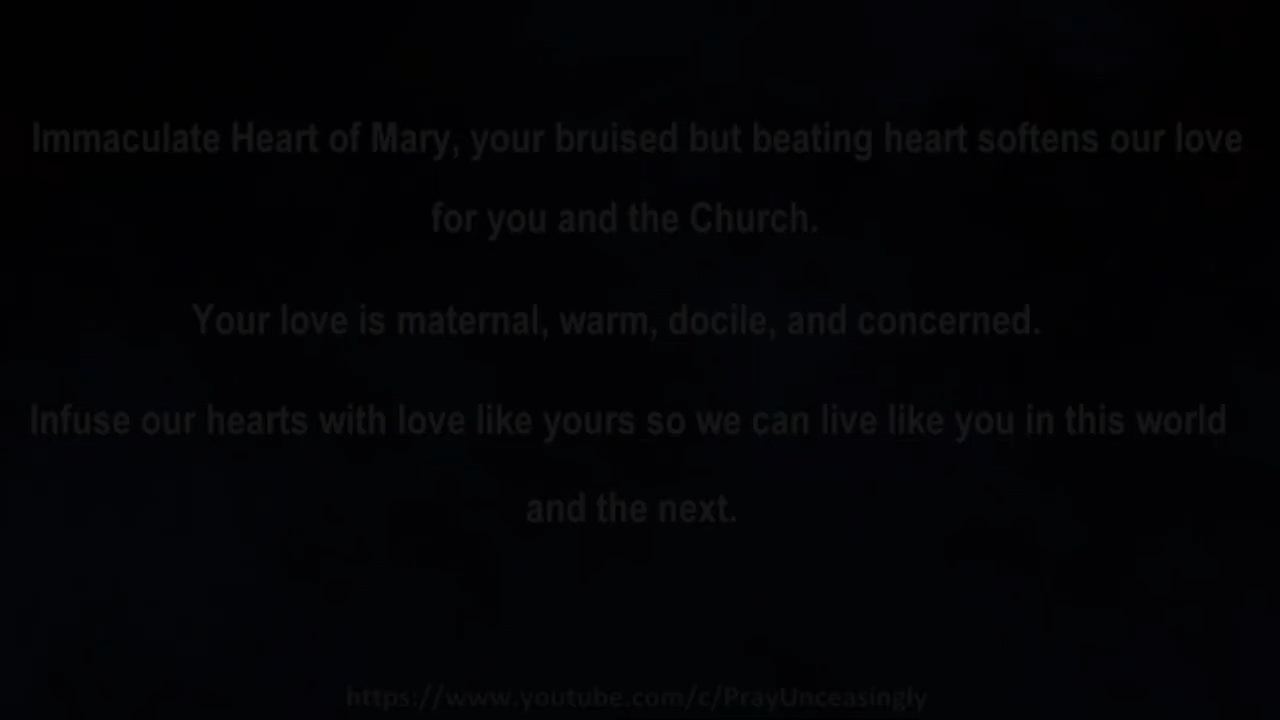 Immaculate Heart of Mary, your bruised but beating heart softens our love
for you and the Church.
Your love is maternal, warm, docile, and concerned.
Infuse our hearts with love like yours so we can live like you in this world
and the next.
https://www.youtube.com/c/PrayUnceasingly